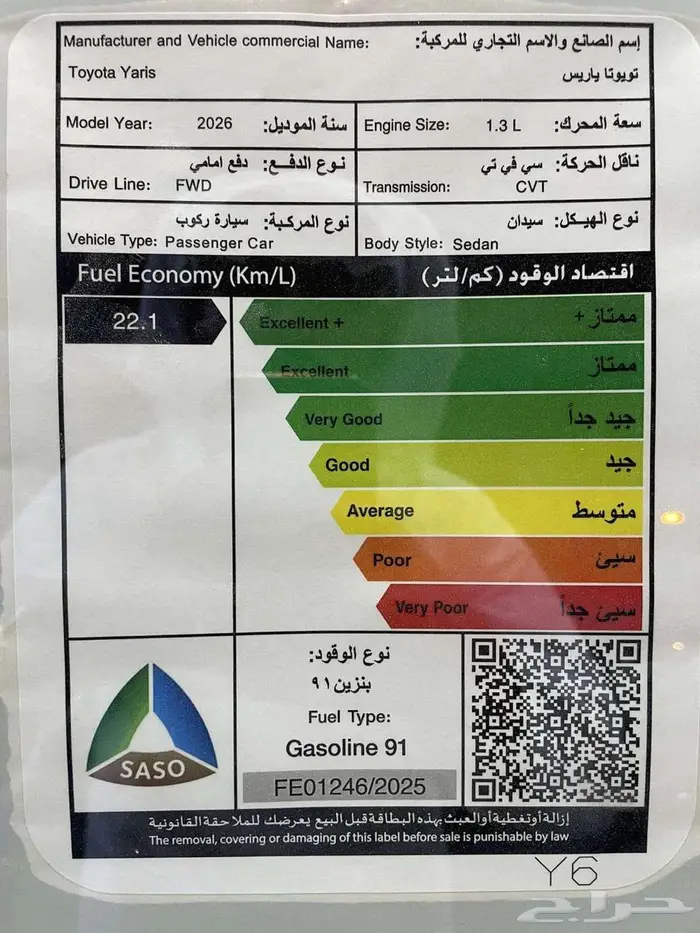 Manufacturer and Vehicle commercial Name: إسم الصانع والاسم التجاري للمركبة:
Toyota Yaris تويوتا ياريس
Model Year: 2026 سنة الموديل:
Engine Size: 1.3 L سعة المحرك:
نوع الدفع: دفع امامي
Drive Line: FWD
ناقل الحركة: سي في تي
Transmission: CVT
نوع المركبة: سيارة ركوب
Vehicle Type: Passenger Car
نوع الهيكل: سيدان
Body Style: Sedan
Fuel Economy (Km/L) اقتصاد الوقود (كم/لتر)
22.1
Excellent + ممتاز +
Excellent ممتاز
Very Good جيد جداً
Good جيد
Average متوسط
Poor سيئ
Very Poor سيئ جداً
SASO
نوع الوقود:
بنزين ٩١
Fuel Type:
Gasoline 91
FE01246/2025
إزالة أو تغطية أو العبث بهذه البطاقة قبل البيع يعرضك للملاحقة القانونية
The removal, covering or damaging of this label before sale is punishable by law
Y6
حراج